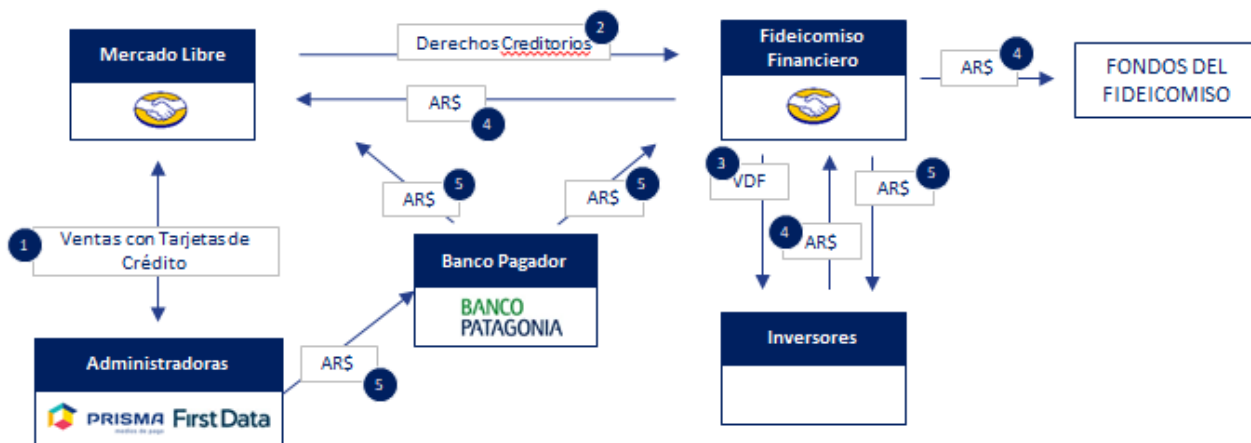 Mercado Libre
Derechos Creditorios
2
AR$
4
Fideicomiso
Financiero
AR$
4
FONDOS DEL
FIDEICOMISO
AR$
5
AR$
5
3
VDF
4
AR$
AR$
5
1
Ventas con Tarjetas de
Crédito
Banco Pagador
BANCO
PATAGONIA
Administradoras
PRISMA
medios de pago
First Data
AR$
5
Inversores